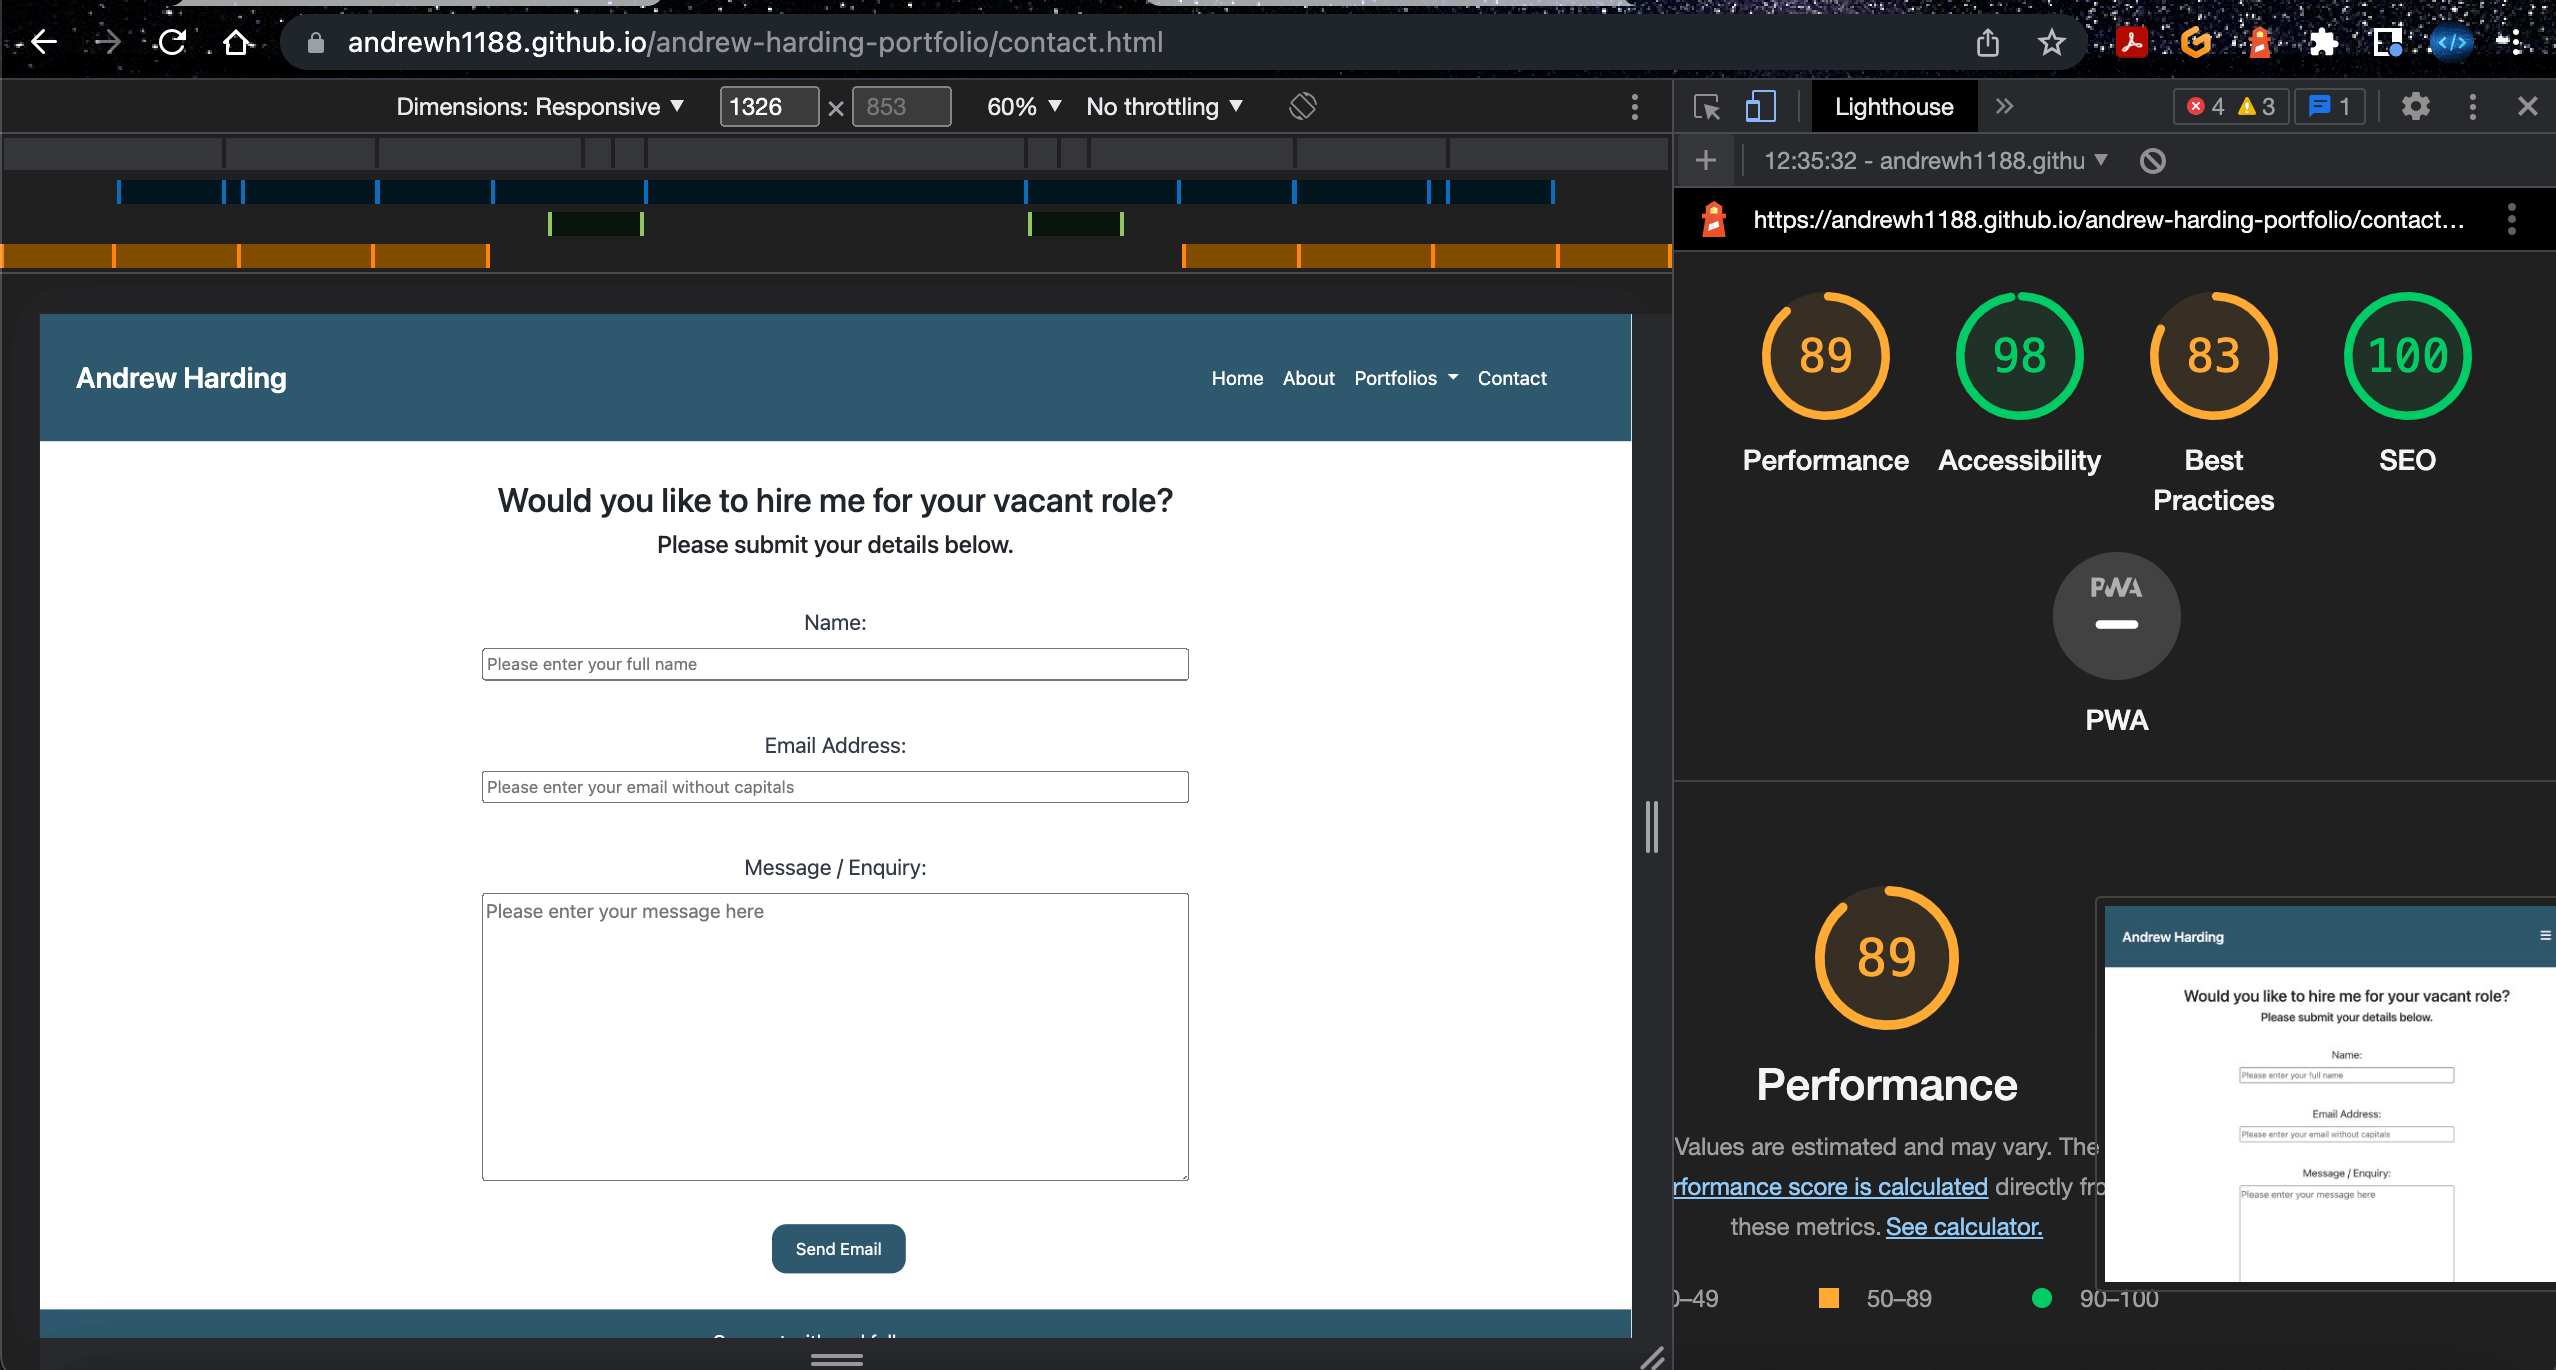 andrewh1188.github.io/andrew-harding-portfolio/contact.html
Dimensions: Responsive ▼ 1326 × 853 60% ▼ No throttling ▼
Lighthouse » 4 3 1
+ 12:35:32 - andrewh1188.githu ▼
https://andrewh1188.github.io/andrew-harding-portfolio/contact...
Andrew Harding
Home About Portfolios Contact
Would you like to hire me for your vacant role?
Please submit your details below.
Name:
Please enter your full name
Email Address:
Please enter your email without capitals
Message / Enquiry:
Please enter your message here
Send Email
89 98 83 100
Performance Accessibility Best Practices SEO
PWA
PWA
89
Performance
Values are estimated and may vary. The
rformance score is calculated directly fro
these metrics. See calculator.
–49 50–89 90–100
Andrew Harding
Would you like to hire me for your vacant role?
Please submit your details below.
Name:
Please enter your full name
Email Address:
Please enter your email without capitals
Message / Enquiry:
Please enter your message here